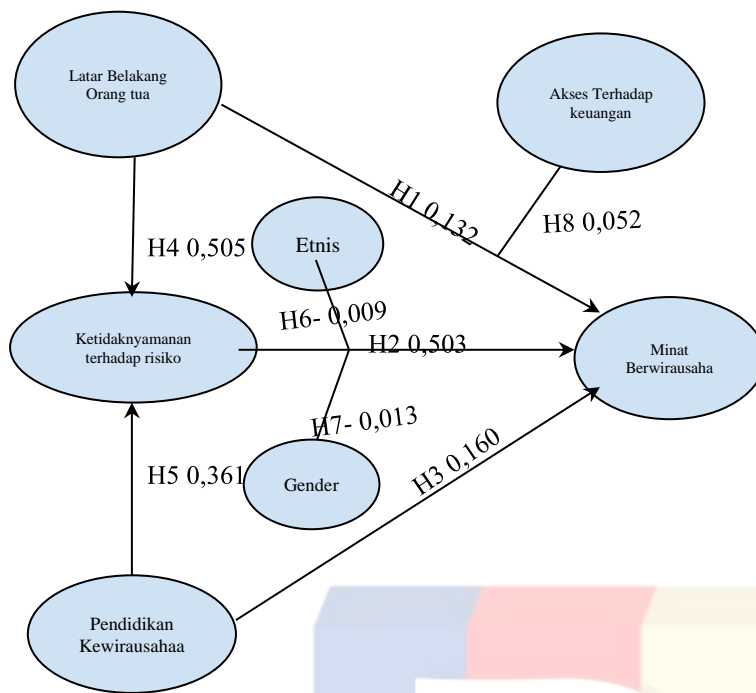 Latar Belakang
Orang tua
Akses Terhadap
keuangan
H1 0,132
H8 0,052
H4 0,505
Etnis
H6- 0,009
Ketidaknyamanan
terhadap risiko
H2 0,503
Minat
Berwirausaha
H7- 0,013
H5 0,361
Gender
H3 0,160
Pendidikan
Kewirausahaa